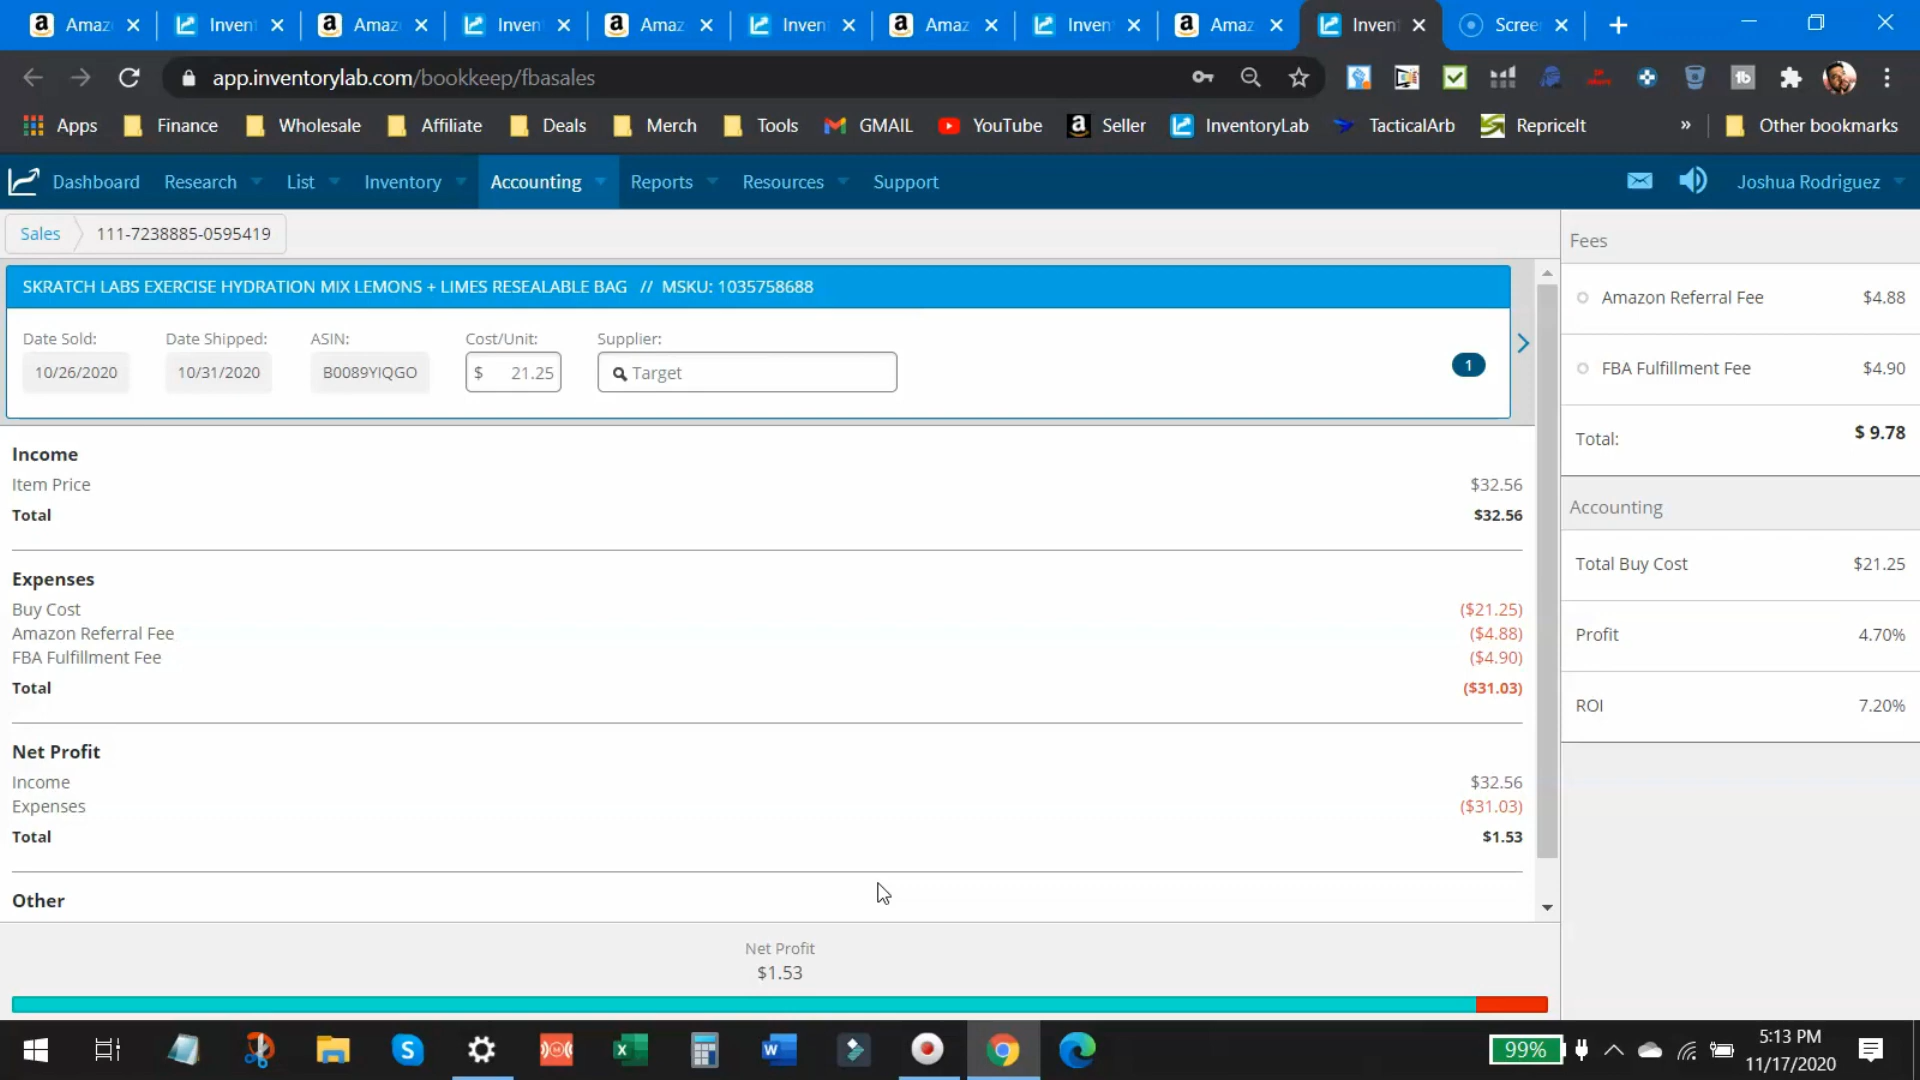 Amaz Inven Amaz Inven Amaz Inven Amaz Inven Amaz Inven Scree
app.inventorylab.com/bookkeep/fbasales
Apps Finance Wholesale Affiliate Deals Merch Tools GMAIL YouTube Seller InventoryLab TacticalArb RepriceIt » Other bookmarks
Dashboard Research List Inventory Accounting Reports Resources Support Joshua Rodriguez
Sales 111-7238885-0595419
SKRATCH LABS EXERCISE HYDRATION MIX LEMONS + LIMES RESEALABLE BAG // MSKU: 1035758688
Date Sold: Date Shipped: ASIN: Cost/Unit: Supplier:
10/26/2020 10/31/2020 B0089YIQGO $ 21.25 Target
1
Income
Item Price $32.56
Total $32.56
Expenses
Buy Cost ($21.25)
Amazon Referral Fee ($4.88)
FBA Fulfillment Fee ($4.90)
Total ($31.03)
Net Profit
Income $32.56
Expenses ($31.03)
Total $1.53
Other
Net Profit
$1.53
Fees
Amazon Referral Fee $4.88
FBA Fulfillment Fee $4.90
Total: $ 9.78
Accounting
Total Buy Cost $21.25
Profit 4.70%
ROI 7.20%
99%
5:13 PM
11/17/2020